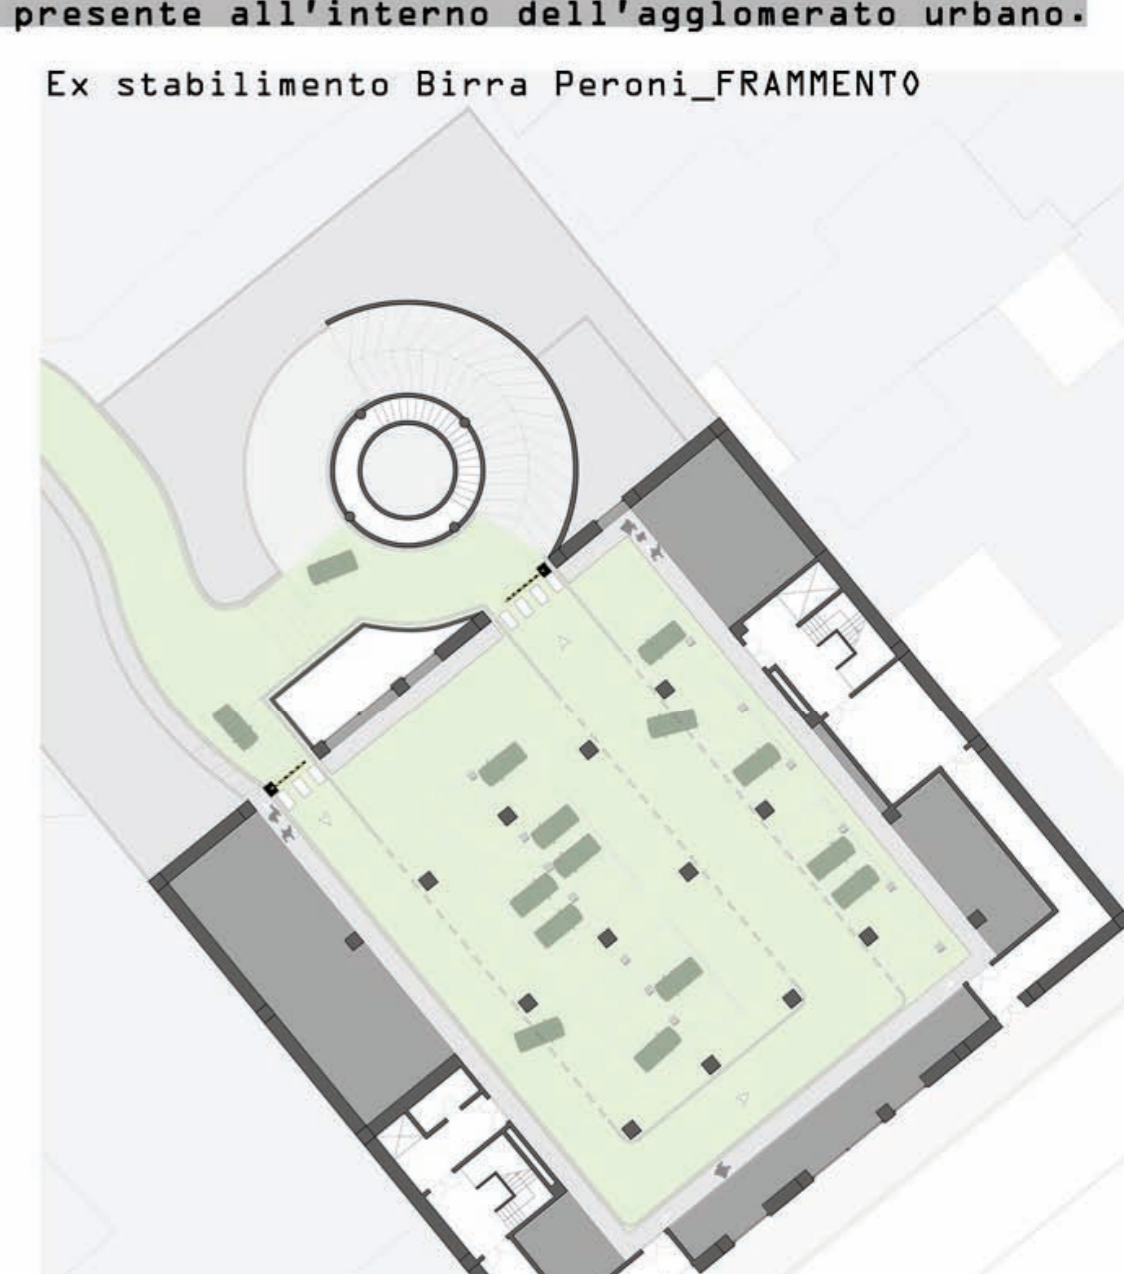 presente all'interno dell'agglomerato urbano.
Ex stabilimento Birra Peroni_FRAMMENTO